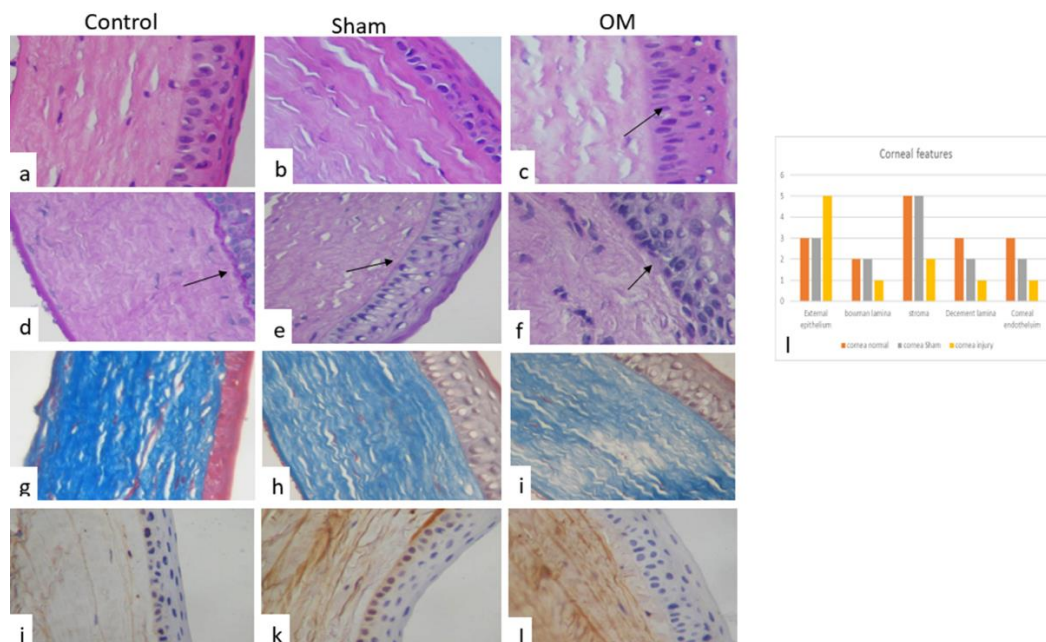 Control Sham OM
a b c
d e f
g h i
j k l
Corneal features
6
5
4
3
2
1
0
External epithelium bowman lamina stroma Decement lamina Corneal endotheluim
l
cornea normal cornea Sham cornea injury